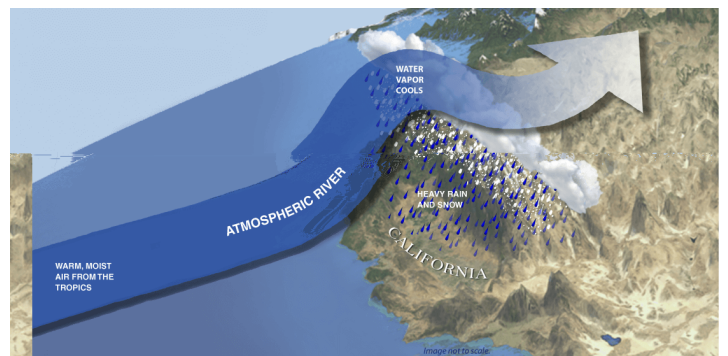 WATER
VAPOR
COOLS
ATMOSPHERIC RIVER
HEAVY RAIN
AND SNOW
CALIFORNIA
WARM, MOIST
AIR FROM THE
TROPICS
Image not to scale.